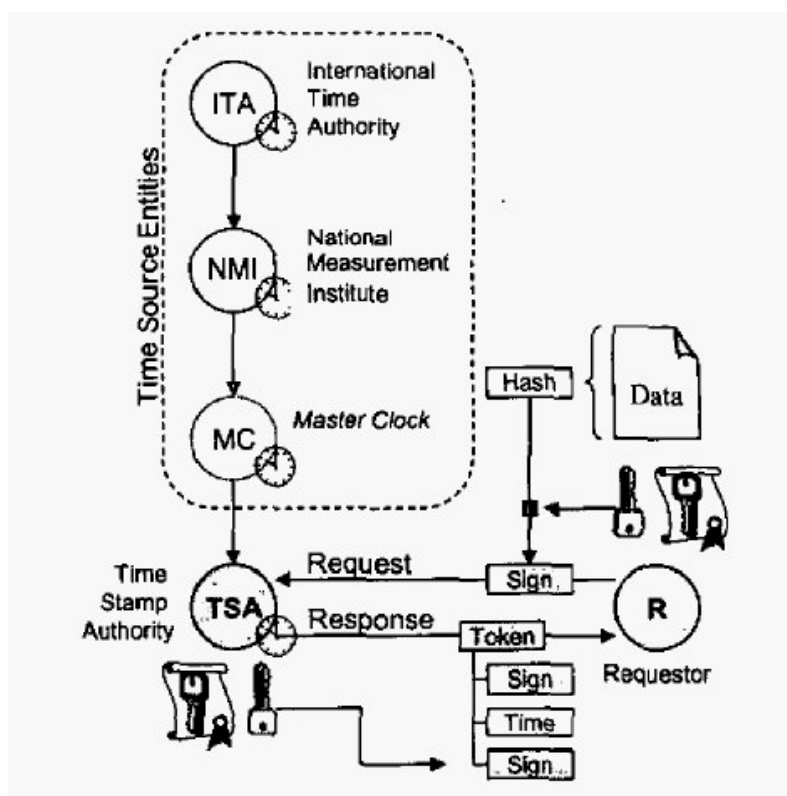 Time Source Entities
ITA
International
Time
Authority
NMI
National
Measurement
Institute
MC
Master Clock
Hash
Data
Time
Stamp
Authority
TSA
Request
Sign
Response
Token
R
Requestor
Sign
Time
Sign